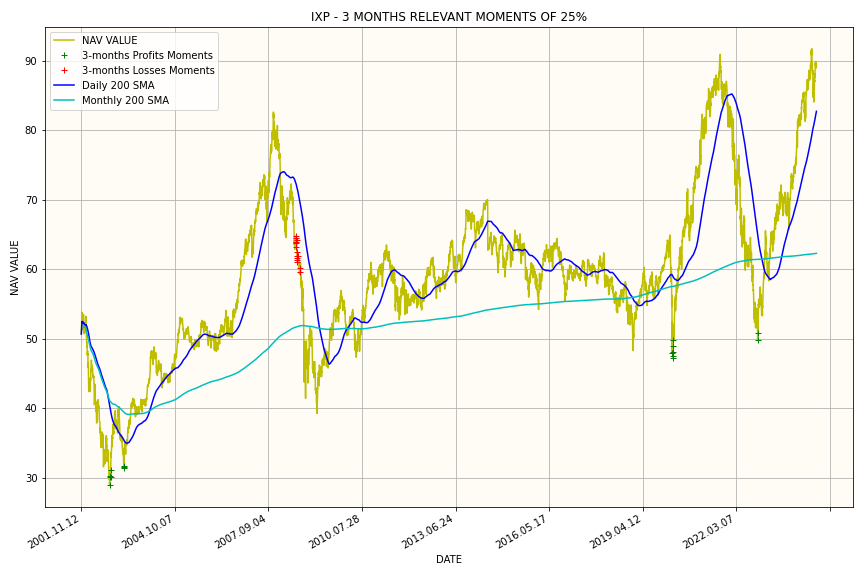 IXP - 3 MONTHS RELEVANT MOMENTS OF 25%
NAV VALUE
3-months Profits Moments
3-months Losses Moments
Daily 200 SMA
Monthly 200 SMA
90
80
70
60
50
40
30
NAV VALUE
2001.11.12
2004.10.07
2007.09.04
2010.07.28
2013.06.24
2016.05.17
2019.04.12
2022.03.07
DATE